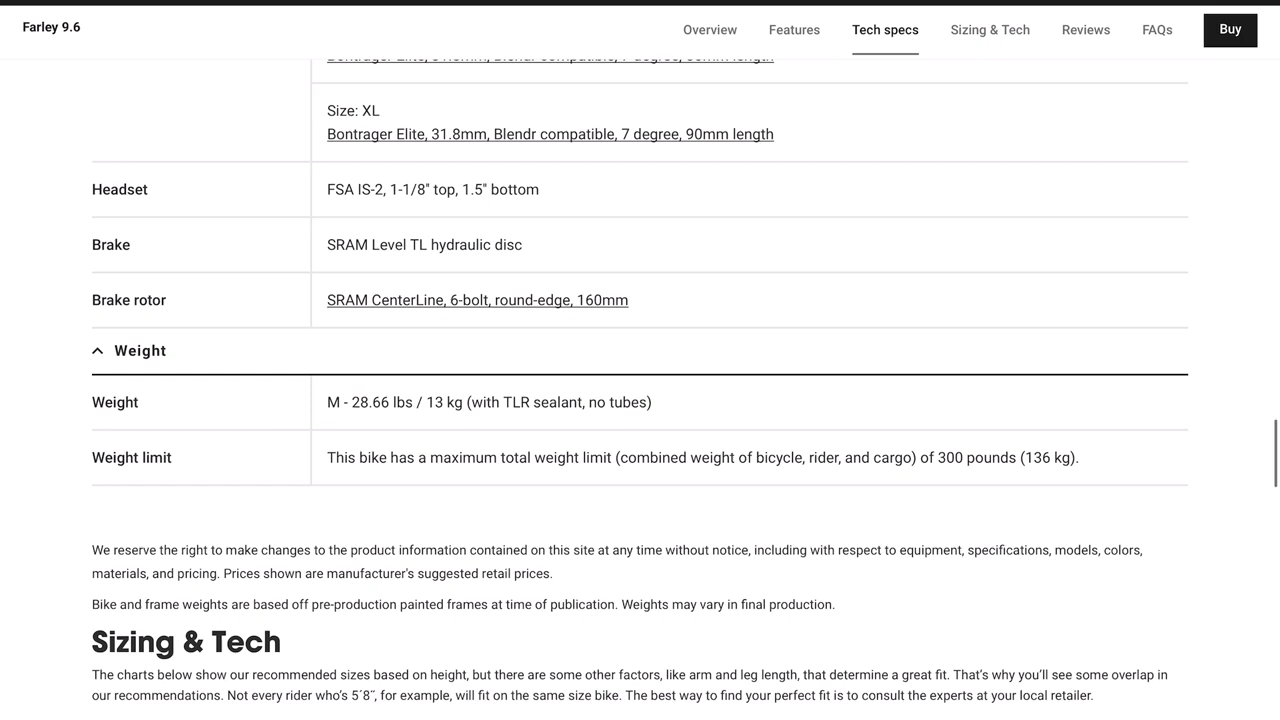 Farley 9.6
Overview
Features
Tech specs
Sizing & Tech
Reviews
FAQs
Buy
Size: XL
Bontrager Elite, 31.8mm, Blendr compatible, 7 degree, 90mm length
Headset
FSA IS-2, 1-1/8" top, 1.5" bottom
Brake
SRAM Level TL hydraulic disc
Brake rotor
SRAM CenterLine, 6-bolt, round-edge, 160mm
Weight
Weight
M - 28.66 lbs / 13 kg (with TLR sealant, no tubes)
Weight limit
This bike has a maximum total weight limit (combined weight of bicycle, rider, and cargo) of 300 pounds (136 kg).
We reserve the right to make changes to the product information contained on this site at any time without notice, including with respect to equipment, specifications, models, colors,
materials, and pricing. Prices shown are manufacturer's suggested retail prices.
Bike and frame weights are based off pre-production painted frames at time of publication. Weights may vary in final production.
Sizing & Tech
The charts below show our recommended sizes based on height, but there are some other factors, like arm and leg length, that determine a great fit. That’s why you’ll see some overlap in
our recommendations. Not every rider who’s 5´8˝, for example, will fit on the same size bike. The best way to find your perfect fit is to consult the experts at your local retailer.